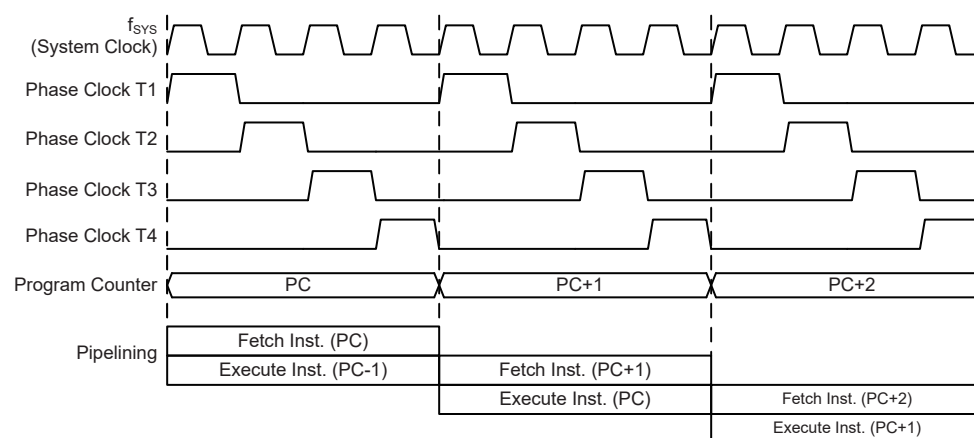 fSYS
(System Clock)
Phase Clock T1
Phase Clock T2
Phase Clock T3
Phase Clock T4
Program Counter PC PC+1 PC+2
Pipelining
Fetch Inst. (PC)
Execute Inst. (PC-1) Fetch Inst. (PC+1)
Execute Inst. (PC) Fetch Inst. (PC+2)
Execute Inst. (PC+1)